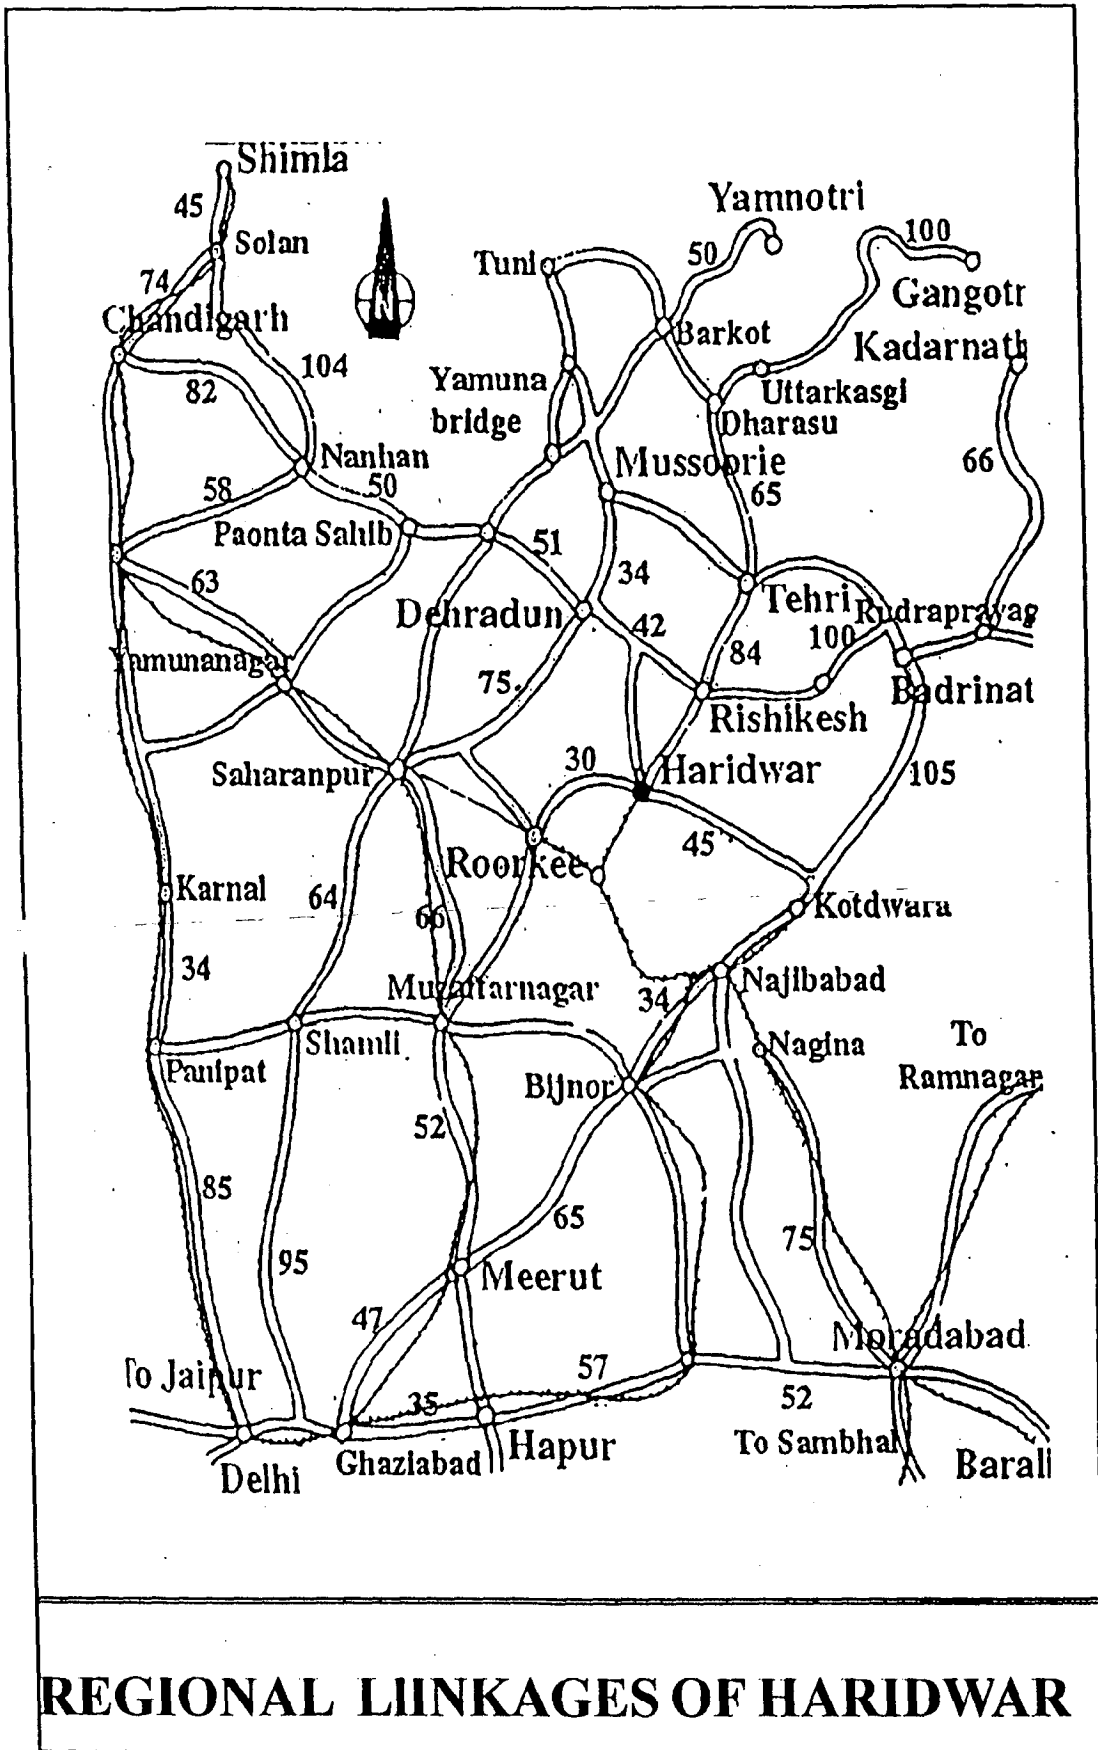 Shimla
Yamnotri
45
Solan
100
50
Tuni
74
Gangotr
Chandigarh
Barkot
Kadarnath
104
82
Yamuna
bridge
Uttarkasgi
Dharasu
Nanhan
Mussoorie
66
58
50
65
Paonta Sahib
51
63
34
Dehradun
42
Tehri
Rudraprayag
100
84
Yamunanagar
75
Badrinat
Rishikesh
Saharanpur
30
Haridwar
105
45
Roorkee
Karnal
64
66
Kotdwara
34
Muzaffarnagar
34
Najibabad
Shamli
Nagina
To
Ramnagar
Panipat
Bijnor
52
85
65
75
95
Meerut
47
Moradabad
To Jaipur
57
35
52
To Sambhal
Hapur
Ghaziabad
Barali
Delhi
N
REGIONAL LIINKAGES OF HARIDWAR